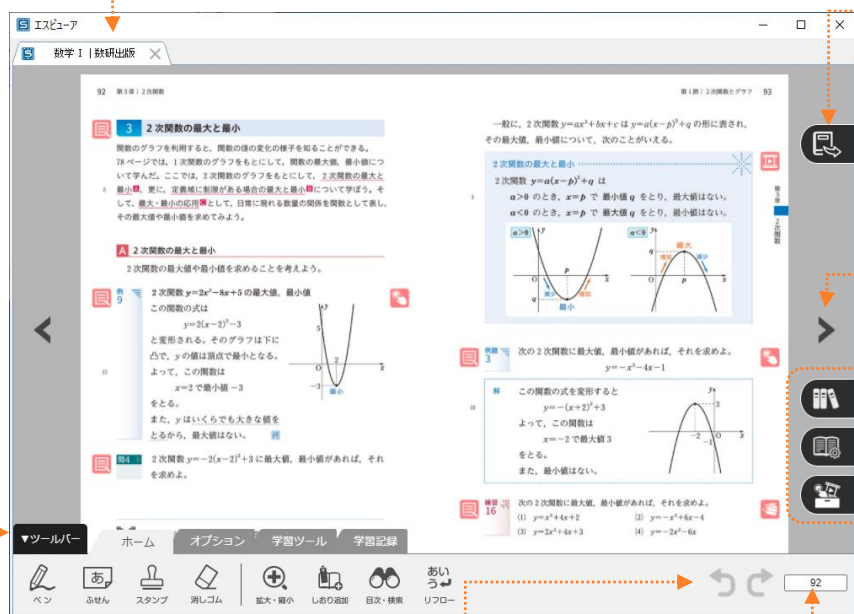 エスビューア
数学Ⅰ|数研出版
92 第3章|2次関数
3 2次関数の最大と最小
関数のグラフを利用すると,関数の値の変化の様子を知ることができる。
78ページでは,1次関数のグラフをもとにして,関数の最大値,最小値につ
いて学んだ。ここでは,2次関数のグラフをもとにして,2次関数の最大と
5 最小A,更に,定義域に制限がある場合の最大と最小Bについて学ぼう。そ
して,最大・最小の応用Cとして,日常に現れる数量の関係を関数として表し,
その最大値や最小値を求めてみよう。
A 2次関数の最大と最小
2次関数の最大値や最小値を求めることを考えよう。
例9 2次関数 y=2x²-8x+5 の最大値,最小値
この関数の式は
y=2(x-2)²-3
と変形される。そのグラフは下に
凸で,yの値は頂点で最小となる。
15 よって,この関数は
x=2で最小値 -3
をとる。
また,yはいくらでも大きな値を
とるから,最大値はない。 終
y
5
O 2 x
-3
最小
問4 2次関数 y=-2(x-2)²+3 に最大値,最小値があれば,それ
を求めよ。
第1節|2次関数とグラフ 93
一般に,2次関数 y=ax²+bx+c は y=a(x-p)²+q の形に表され,
その最大値,最小値について,次のことがいえる。
2次関数の最大と最小
2次関数 y=a(x-p)²+q は
5 a>0 のとき,x=p で 最小値 q をとり,最大値はない。
a<0 のとき,x=p で 最大値 q をとり,最小値はない。
a>0 y p O x q 減少 増加 最小
a<0 y 最大 q 増加 減少 O p x
第3章 2次関数
例題3 次の2次関数に最大値,最小値があれば,それを求めよ。
y=-x²-4x-1
解 この関数の式を変形すると
10 y=-(x+2)²+3
よって,この関数は
x=-2で最大値3
をとる。
また,最小値はない。
y
3
-2 O x
-1
練習16 次の2次関数に最大値,最小値があれば,それを求めよ。
(1) y=x²+4x+2 (2) y=-x²+6x-4
(3) y=2x²+4x+3 (4) y=-2x²-6x
▼ツールバー ホーム オプション 学習ツール 学習記録
ペン ふせん スタンプ 消しゴム 拡大・縮小 しおり追加 目次・検索 リフロー
あ
あい
う
92